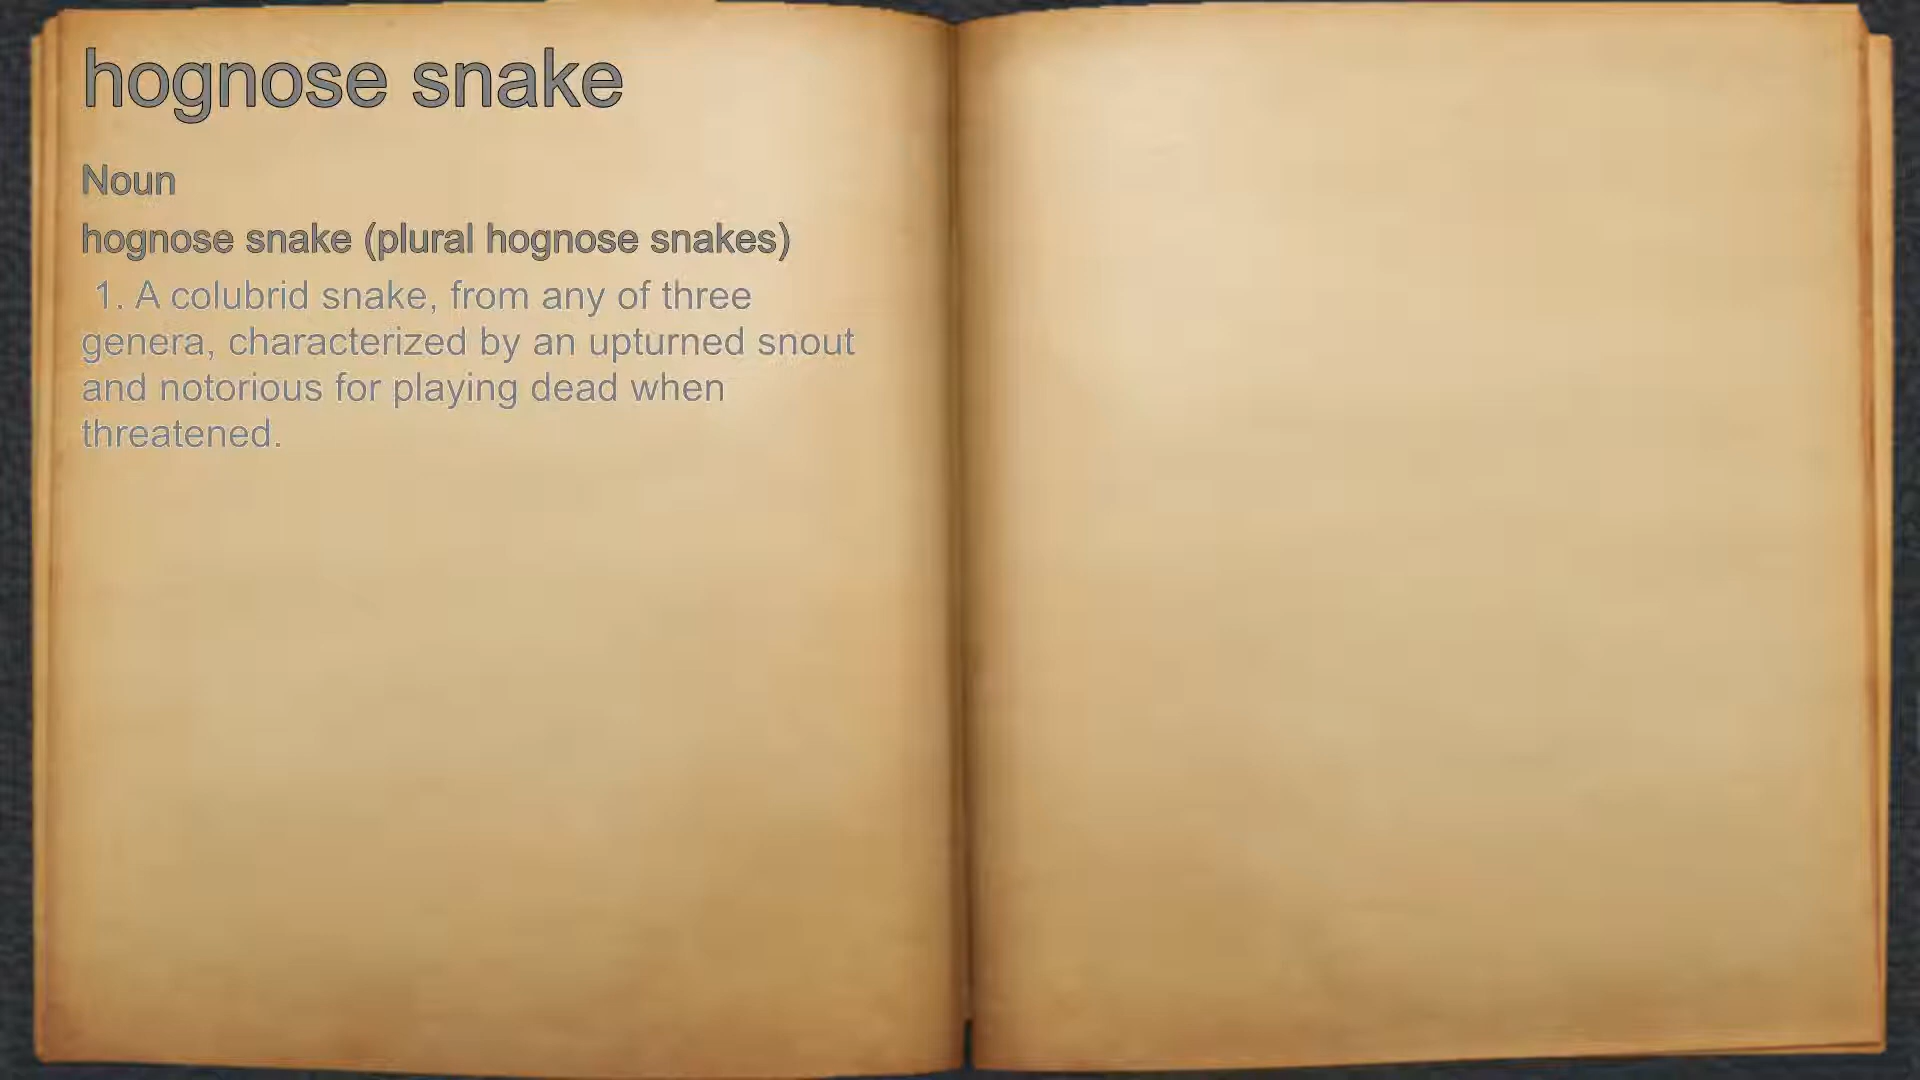 hognose snake
Noun
hognose snake (plural hognose snakes)
1. A colubrid snake, from any of three
genera, characterized by an upturned snout
and notorious for playing dead when
threatened.